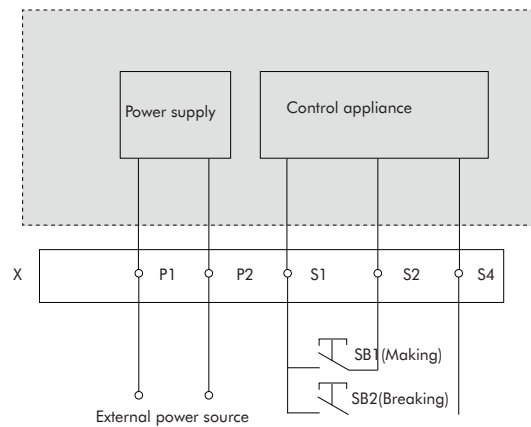 Power supply
Control appliance
X P1 P2 S1 S2 S4
SB1(Making)
SB2(Breaking)
External power source